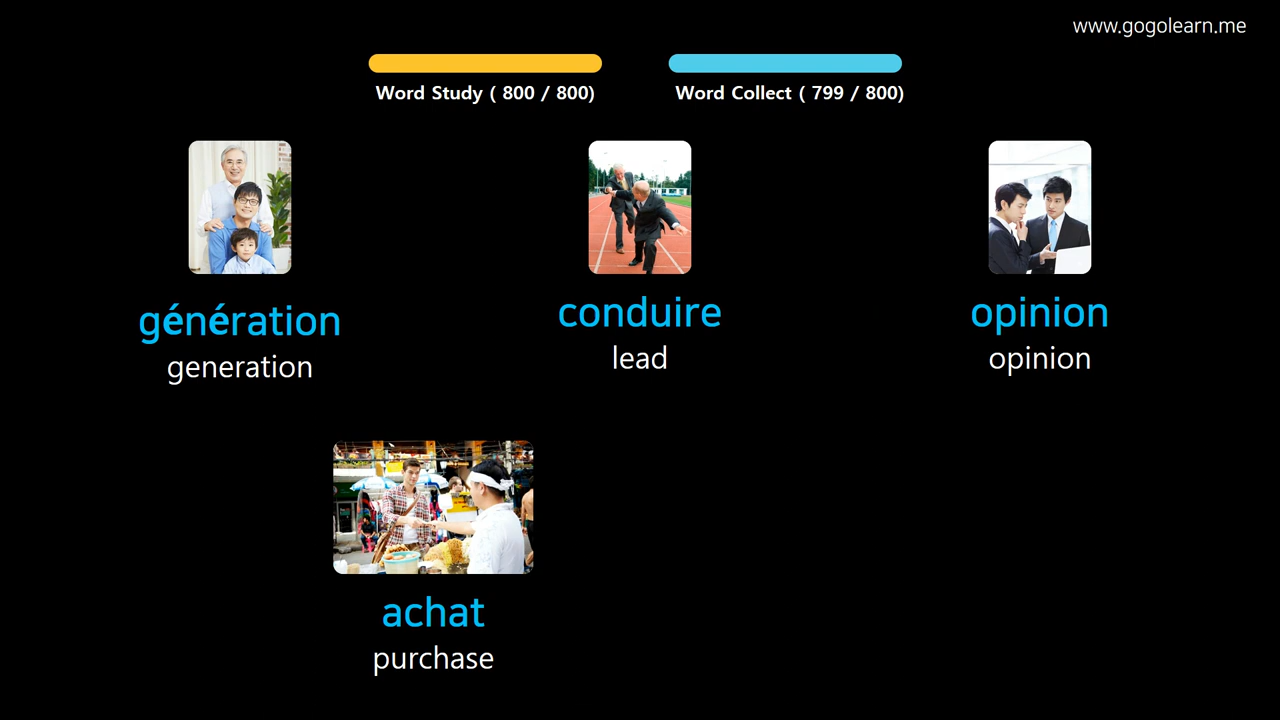 www.gogolearn.me
Word Study ( 800 / 800)
Word Collect ( 799 / 800)
génération
generation
conduire
lead
opinion
opinion
achat
purchase